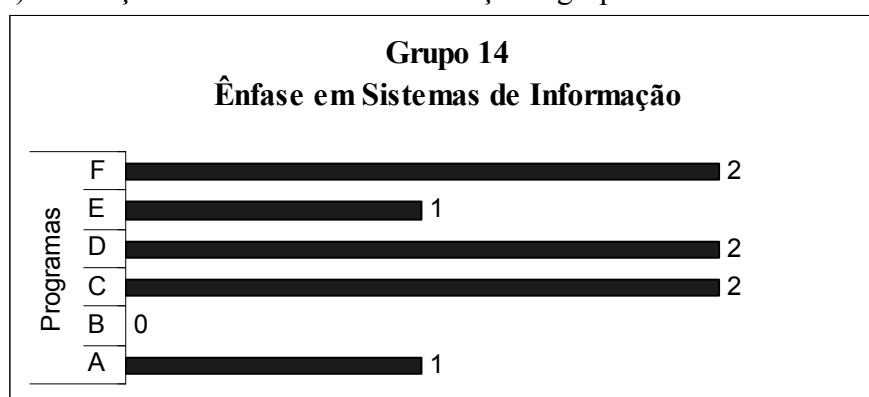 Grupo 14
Ênfase em Sistemas de Informação
Programas
F 2
E 1
D 2
C 2
B 0
A 1